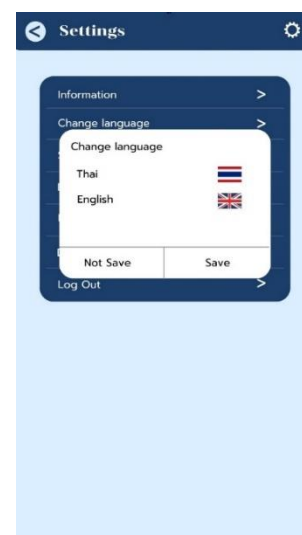 Settings
Information >
Change language >
Change language
Thai
English
Not Save Save
Log Out >